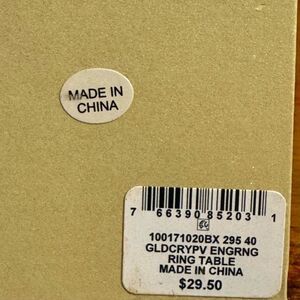 MADE IN
CHINA
7 66390 85203 1
100171020BX 295 40
GLDCRYPV ENGRNG
RING TABLE
MADE IN CHINA
$29.50